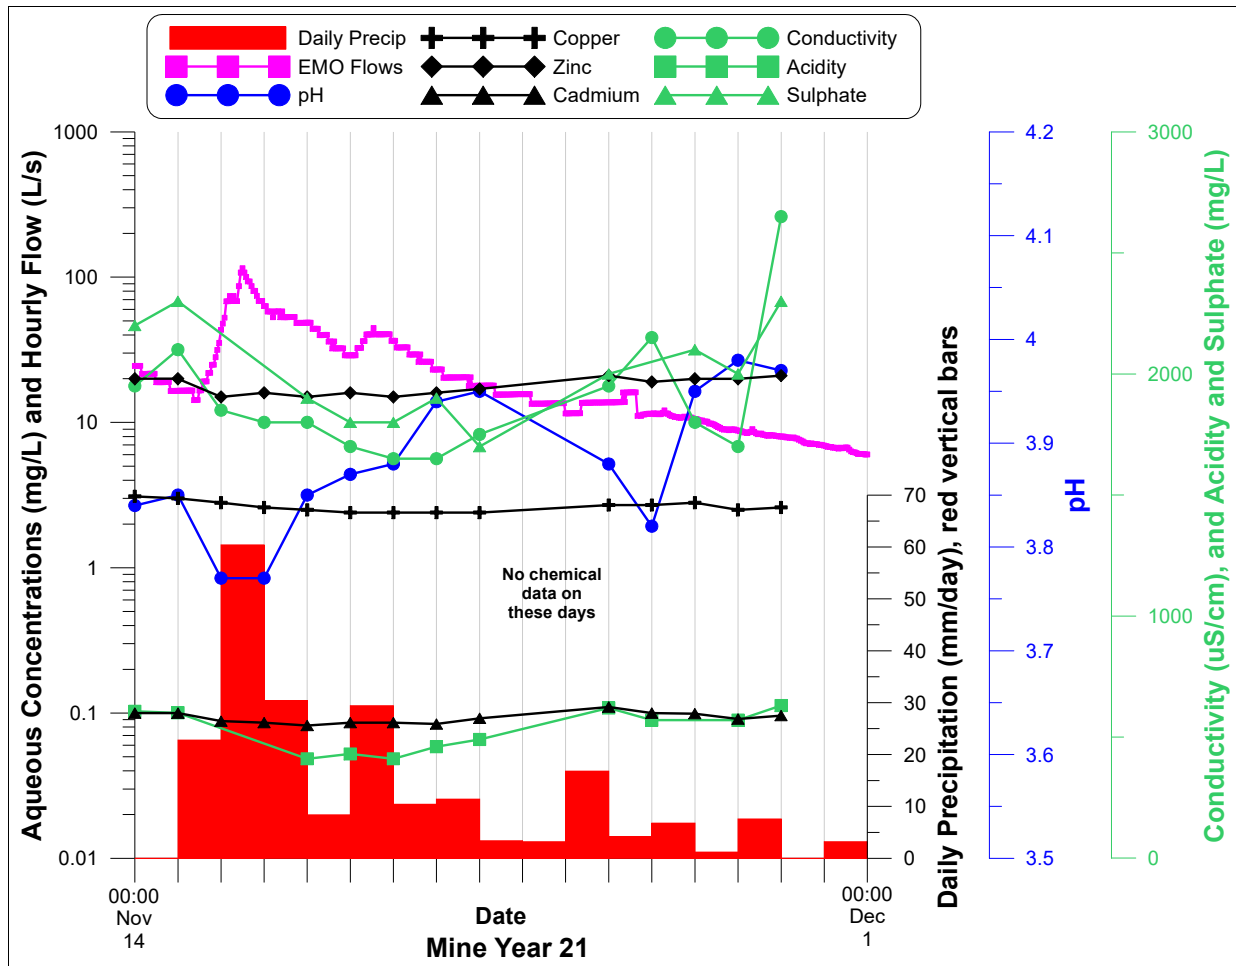 Daily Precip
EMO Flows
pH
Copper
Zinc
Cadmium
Conductivity
Acidity
Sulphate
Aqueous Concentrations (mg/L) and Hourly Flow (L/s)
1000
100
10
1
0.1
0.01
No chemical
data on
these days
70
60
50
40
30
20
10
0
Daily Precipitation (mm/day), red vertical bars
4.2
4.1
4
3.9
3.8
3.7
3.6
3.5
pH
3000
2000
1000
0
Conductivity (uS/cm), and Acidity and Sulphate (mg/L)
00:00
Nov
14
00:00
Dec
1
Date
Mine Year 21